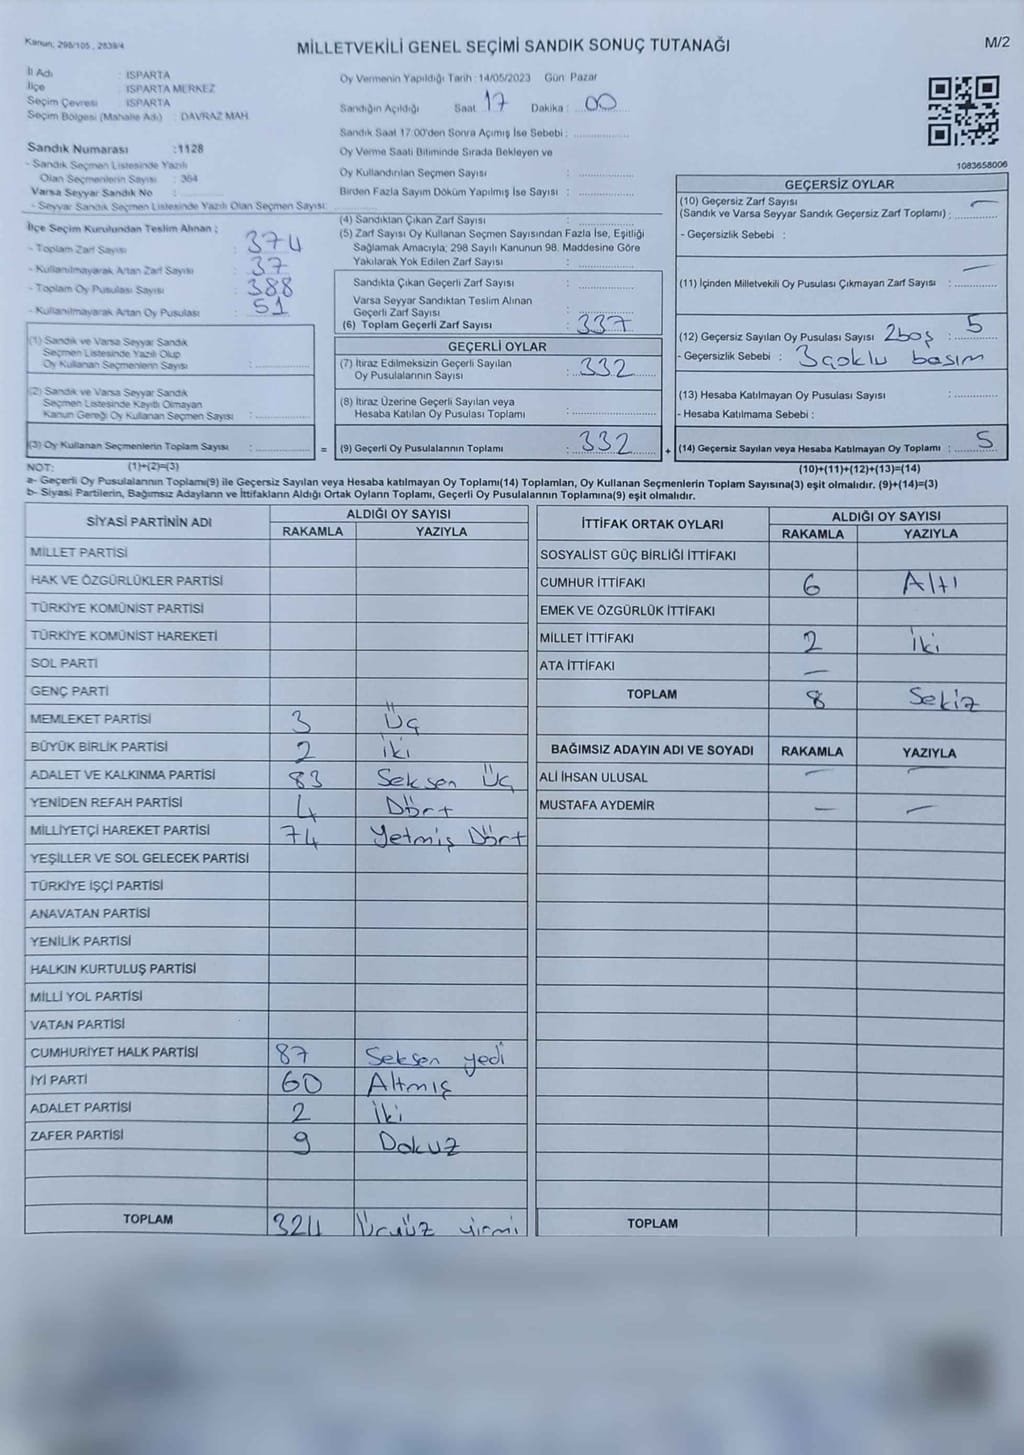 Kanun, 298/105 , 2839/4
MİLLETVEKİLİ GENEL SEÇİMİ SANDIK SONUÇ TUTANAĞI
M/2
İl Adı : ISPARTA
İlçe : ISPARTA MERKEZ
Seçim Çevresi : ISPARTA
Seçim Bölgesi (Mahalle Adı) : DAVRAZ MAH.
Sandık Numarası :1128
- Sandık Seçmen Listesinde Yazılı
Olan Seçmenlerin Sayısı : 364
Varsa Seyyar Sandık No :
- Seyyar Sandık Seçmen Listesinde Yazılı Olan Seçmen Sayısı:
İlçe Seçim Kurulundan Teslim Alınan ;
- Toplam Zarf Sayısı : 374
- Kullanılmayarak Artan Zarf Sayısı : 37
- Toplam Oy Pusulası Sayısı : 388
- Kullanılmayarak Artan Oy Pusulası : 51
(1) Sandık ve Varsa Seyyar Sandık
Seçmen Listesinde Yazılı Olup
Oy Kullanan Seçmenlerin Sayısı :
(2) Sandık ve Varsa Seyyar Sandık
Seçmen Listesinde Kayıtlı Olmayan
Kanun Gereği Oy Kullanan Seçmen Sayısı :
(3) Oy Kullanan Seçmenlerin Toplam Sayısı :
Oy Vermenin Yapıldığı Tarih : 14/05/2023 Gün: Pazar
Sandığın Açıldığı Saat 17 Dakika : 00
Sandık Saat 17.00'den Sonra Açımış İse Sebebi :
Oy Verme Saati Bitiminde Sırada Bekleyen ve
Oy Kullandırılan Seçmen Sayısı :
Birden Fazla Sayım Döküm Yapılmış İse Sayısı :
(4) Sandıktan Çıkan Zarf Sayısı :
(5) Zarf Sayısı Oy Kullanan Seçmen Sayısından Fazla İse, Eşitliği
Sağlamak Amacıyla; 298 Sayılı Kanunun 98. Maddesine Göre
Yakılarak Yok Edilen Zarf Sayısı :
Sandıkta Çıkan Geçerli Zarf Sayısı :
Varsa Seyyar Sandıktan Teslim Alınan
Geçerli Zarf Sayısı :
(6) Toplam Geçerli Zarf Sayısı : 337
GEÇERLİ OYLAR
(7) İtiraz Edilmeksizin Geçerli Sayılan
Oy Pusulalarının Sayısı : 332
(8) İtiraz Üzerine Geçerli Sayılan veya
Hesaba Katılan Oy Pusulası Toplamı :
= (9) Geçerli Oy Pusulalarının Toplamı : 332
1083658006
GEÇERSİZ OYLAR
(10) Geçersiz Zarf Sayısı —
(Sandık ve Varsa Seyyar Sandık Geçersiz Zarf Toplamı) :
- Geçersizlik Sebebi :
(11) İçinden Milletvekili Oy Pusulası Çıkmayan Zarf Sayısı : —
(12) Geçersiz Sayılan Oy Pusulası Sayısı 2boş : 5
- Geçersizlik Sebebi : 3 çoklu basım
(13) Hesaba Katılmayan Oy Pusulası Sayısı :
- Hesaba Katılmama Sebebi :
+ (14) Geçersiz Sayılan veya Hesaba Katılmayan Oy Toplamı : 5
NOT: (1)+(2)=(3) (10)+(11)+(12)+(13)=(14)
a- Geçerli Oy Pusulalarının Toplamı(9) ile Geçersiz Sayılan veya Hesaba katılmayan Oy Toplamı(14) Toplamları, Oy Kullanan Seçmenlerin Toplam Sayısına(3) eşit olmalıdır. (9)+(14)=(3)
b- Siyasi Partilerin, Bağımsız Adayların ve İttifakların Aldığı Ortak Oyların Toplamı, Geçerli Oy Pusulalarının Toplamına(9) eşit olmalıdır.
SİYASİ PARTİNİN ADI ALDIĞI OY SAYISI
RAKAMLA YAZIYLA
MİLLET PARTİSİ
HAK VE ÖZGÜRLÜKLER PARTİSİ
TÜRKİYE KOMÜNİST PARTİSİ
TÜRKİYE KOMÜNİST HAREKETİ
SOL PARTİ
GENÇ PARTİ
MEMLEKET PARTİSİ 3 Üç
BÜYÜK BİRLİK PARTİSİ 2 iki
ADALET VE KALKINMA PARTİSİ 83 Seksen Üç
YENİDEN REFAH PARTİSİ 4 Dört
MİLLİYETÇİ HAREKET PARTİSİ 74 Yetmiş Dört
YEŞİLLER VE SOL GELECEK PARTİSİ
TÜRKİYE İŞÇİ PARTİSİ
ANAVATAN PARTİSİ
YENİLİK PARTİSİ
HALKIN KURTULUŞ PARTİSİ
MİLLİ YOL PARTİSİ
VATAN PARTİSİ
CUMHURİYET HALK PARTİSİ 87 Seksen yedi
İYİ PARTİ 60 Altmış
ADALET PARTİSİ 2 İki
ZAFER PARTİSİ 9 Dokuz
TOPLAM 324 Üçyüz yirmi
İTTİFAK ORTAK OYLARI ALDIĞI OY SAYISI
RAKAMLA YAZIYLA
SOSYALİST GÜÇ BİRLİĞİ İTTİFAKI
CUMHUR İTTİFAKI 6 Altı
EMEK VE ÖZGÜRLÜK İTTİFAKI
MİLLET İTTİFAKI 2 İki
ATA İTTİFAKI —
TOPLAM 8 Sekiz
BAĞIMSIZ ADAYIN ADI VE SOYADI RAKAMLA YAZIYLA
ALİ İHSAN ULUSAL — —
MUSTAFA AYDEMİR — —
TOPLAM